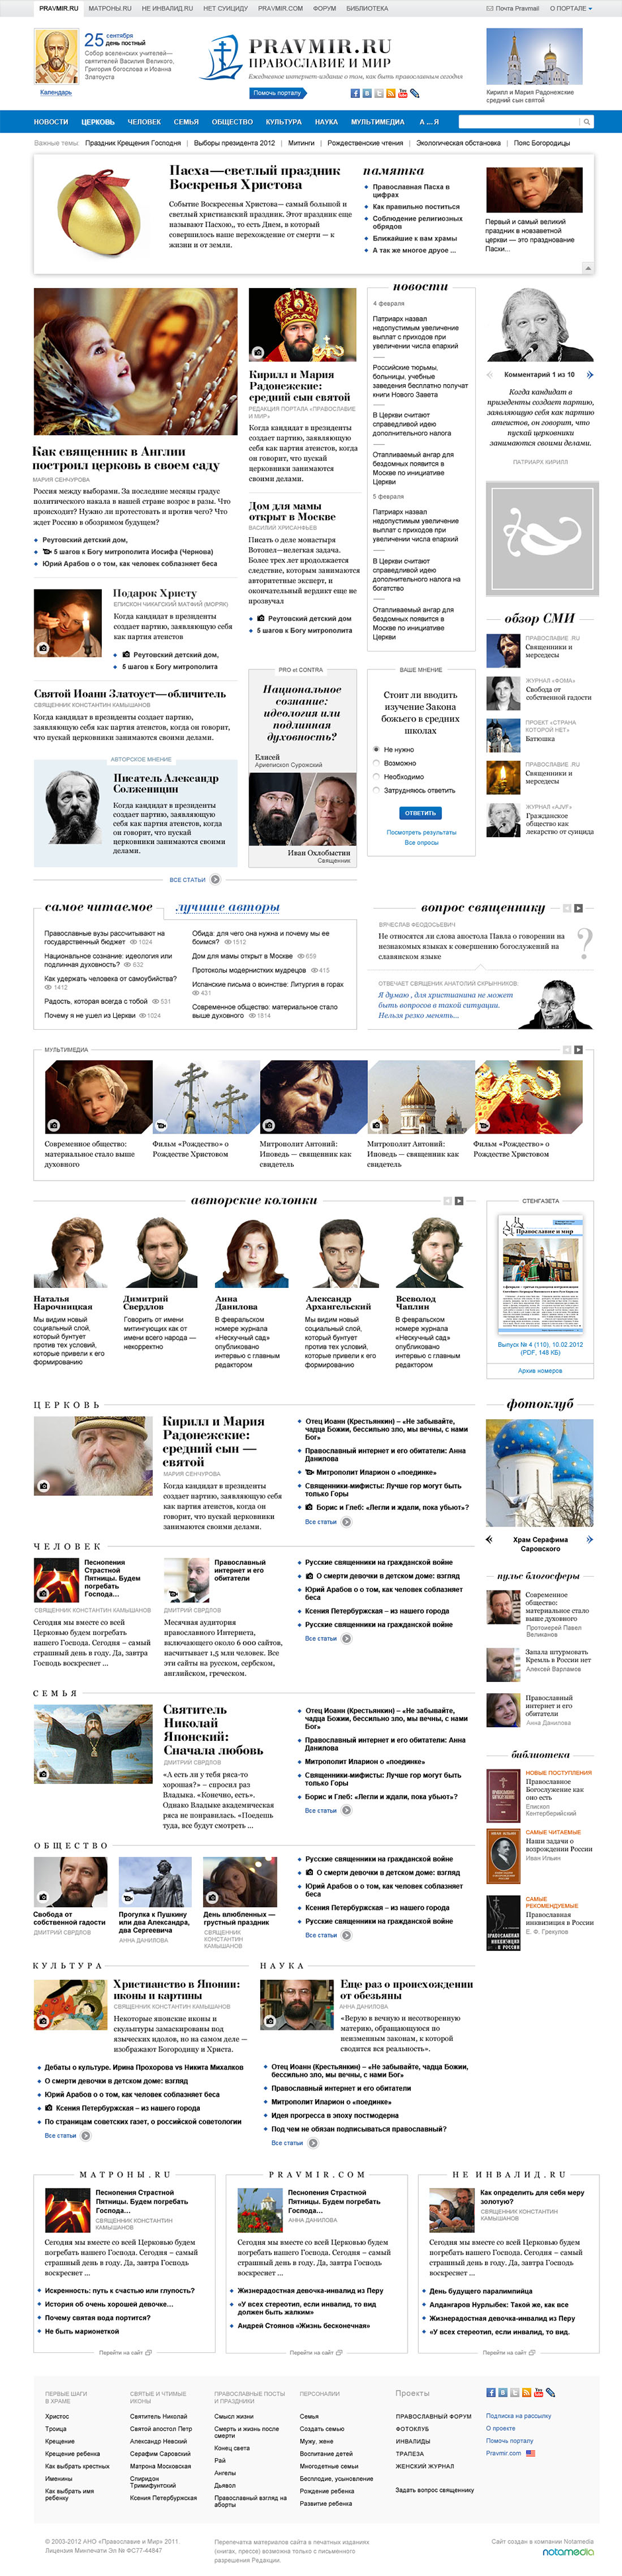 PRAVMIR.RU МАТРОНЫ.RU НЕ ИНВАЛИД.RU НЕТ СУИЦИДУ PRAVMIR.COM ФОРУМ БИБЛИОТЕКА Почта Pravmail О ПОРТАЛЕ
25 сентября
день постный
Собор вселенских учителей—
святителей Василия Великого,
Григория богослова и Иоанна
Златоуста
Календарь
PRAVMIR.RU
ПРАВОСЛАВИЕ И МИР
Ежедневное интернет издание о том, как быть православным сегодня
Помочь порталу
Кирилл и Мария Радонежские
средний сын святой
НОВОСТИ ЦЕРКОВЬ ЧЕЛОВЕК СЕМЬЯ ОБЩЕСТВО КУЛЬТУРА НАУКА МУЛЬТИМЕДИА А ... Я
Важные темы: Праздник Крещения Господня | Выборы президента 2012 | Митинги | Рождественские чтения | Экологическая обстановка | Пояс Богородицы
Пасха—светлый праздник
Воскресенья Христова
Событие Воскресенья Христова— самый большой и
светлый христианский праздник. Этот праздник еще
называют Пасхою,, то есть Днем, в который
совершилось наше перехождение от смерти — к
жизни и от земли.
памятка
Православная Пасха в
цифрах
Как правильно поститься
Соблюдение религиозных
обрядов
Ближайшие к вам храмы
А так же многое друое ...
Первый и самый великий
праздник в новзаветной
церкви — это празднование
Пасхи...
Как священник в Англии
построил церковь в своем саду
МАРИЯ СЕНЧУРОВА
Россия между выборами. За последние месяцы градус
политического накала в нашей стране возрос в разы. Что
происходит? Нужно ли протестовать и против чего? Что
ждет Россию в обозримом будущем?
Реутовский детский дом,
5 шагов к Богу митрополита Иосифа (Чернова)
Юрий Арабов о о том, как человек соблазняет беса
Подарок Христу
ЕПИСКОП ЧИКАГСКИЙ МАТФИЙ (МОРЯК)
Когда кандидат в президенты
создает партию, заявляющую себя
как партия атеистов
Реутовский детский дом,
5 шагов к Богу митрополита
Святой Иоанн Златоуст—обличитель
СВЯЩЕННИК КОНСТАНТИН КАМЫШАНОВ
Когда кандидат в президенты создает партию,
заявляющую себя как партия атеистов, когда он говорит,
что пускай церковники занимаются своими делами.
АВТОРСКОЕ МНЕНИЕ
Писатель Александр
Солженицин
Когда кандидат в президенты
создает партию, заявляющую
себя как партия атеистов, когда
он говорит, что пускай
церковники занимаются своими
делами.
ВСЕ СТАТЬИ
Кирилл и Мария
Радонежские:
средний сын святой
РЕДАКЦИЯ ПОРТАЛА «ПРАВОСЛАВИЕ
И МИР»
Когда кандидат в президенты
создает партию, заявляющую
себя как партия атеистов, когда
он говорит, что пускай
церковники занимаются
своими делами.
Дом для мамы
открыт в Москве
ВАСИЛИЙ ХРИСАНФЬЕВ
Писать о деле монастыря
Вотопел—нелегкая задача.
Более трех лет продолжается
следствие, которым занимаются
авторитетные эксперт, и
окончательный вердикт еще не
прозвучал
Реутовский детский дом
5 шагов к Богу митрополита
PRO et CONTRA
Национальное
сознание:
идеология или
подлинная
духовность?
Елисей
Архиепископ Сурожский
Иван Охлобыстин
Священник
новости
4 февраля
Патриарх назвал
недопустимым увеличение
выплат с приходов при
увеличении числа епархий
Российские тюрьмы,
больницы, учебные
заведения бесплатно получат
книги Нового Завета
В Церкви считают
справедливой идею
дополнительного налога
Отапливаемый ангар для
бездомных появится в
Москве по инициативе
Церкви
5 февраля
Патриарх назвал
недопустимым увеличение
выплат с приходов при
увеличении числа епархий
В Церкви считают
справедливой идею
дополнительного налога на
богатство
Отапливаемый ангар для
бездомных появится в
Москве по инициативе
Церкви
ВАШЕ МНЕНИЕ
Стоит ли вводить
изучение Закона
божьего в средних
школах
Не нужно
Возможно
Необходимо
Затрудняюсь ответить
ОТВЕТИТЬ
Посмотреть результаты
Все опросы
Комментарий 1 из 10
Когда кандидат в
призеденты создает партию,
заявляющую себя как партию
атеистов, он говорит, что
пускай церковники
занимаются своими делами.
ПАТРИАРХ КИРИЛЛ
обзор СМИ
ПРАВОСЛАВИЕ .RU
Священники и
мерседесы
ЖУРНАЛ «ФОМА»
Свобода от
собственной гадости
ПРОЕКТ «СТРАНА
КОТОРОЙ НЕТ»
Батюшка
ПРАВОСЛАВИЕ .RU
Священники и
мерседесы
ЖУРНАЛ «AJVF»
Гражданское
общество как
лекарство от суицида
самое читаемое лучшие авторы
Православные вузы рассчитывают на
государственный бюджет 1024
Национальное сознание: идеология или
подлинная духовность? 632
Как удержать человека от самоубийства?
1412
Радость, которая всегда с тобой 531
Почему я не ушел из Церкви 1024
Обида: для чего она нужна и почему мы ее
боимся? 1512
Дом для мамы открыт в Москве 659
Протоколы модернистских мудрецов 415
Испанские письма о воинстве: Литургия в горах
431
Современное общество: материальное стало
выше духовного 1814
вопрос священнику
ВЯЧЕСЛАВ ФЕОДОСЬЕВИЧ
Не относятся ли слова апостола Павла о говорении на
незнакомых языках к совершению богослужений на
славянском языке
?
ОТВЕЧАЕТ СВЯЩЕНИК АНАТОЛИЙ СКРЫННИКОВ:
Я думаю , для христианина не может
быть вопросов в такой ситуации.
Нельзя резко менять...
МУЛЬТИМЕДИА
Современное общество:
материальное стало выше
духовного
Фильм «Рождество» о
Рождестве Христовом
Митрополит Антоний:
Иповедь — священник как
свидетель
Митрополит Антоний:
Иповедь — священник как
свидетель
Фильм «Рождество» о
Рождестве Христовом
авторские колонки
Наталья
Нарочницкая
Мы видим новый
социальный слой,
который бунтует
против тех условий,
которые привели к его
формированию
Димитрий
Свердлов
Говорить от имени
митингующих как от
имени всего народа —
некорректно
Анна
Данилова
В февральском
номере журнала
«Нескучный сад»
опубликовано
интервью с главным
редактором
Александр
Архангельский
Мы видим новый
социальный слой,
который бунтует
против тех условий,
которые привели к его
формированию
Всеволод
Чаплин
В февральском
номере журнала
«Нескучный сад»
опубликовано
интервью с главным
редактором
СТЕНГАЗЕТА
Православие и мир
Выпуск № 4 (110), 10.02.2012
(PDF, 148 КБ)
Архив номеров
ЦЕРКОВЬ
Кирилл и Мария
Радонежские:
средний сын —
святой
МАРИЯ СЕНЧУРОВА
Когда кандидат в президенты
создает партию, заявляющую себя
как партия атеистов, когда он
говорит, что пускай церковники
занимаются своими делами.
Отец Иоанн (Крестьянкин) – «Не забывайте,
чадца Божии, бессильно зло, мы вечны, с нами
Бог»
Православный интернет и его обитатели: Анна
Данилова
Митрополит Иларион о «поединке»
Священники-мифисты: Лучше гор могут быть
только Горы
Борис и Глеб: «Легли и ждали, пока убьют»?
Все статьи
фотоклуб
Храм Серафима
Саровского
ЧЕЛОВЕК
Песнопения
Страстной
Пятницы. Будем
погребать
Господа...
СВЯЩЕННИК КОНСТАНТИН КАМЫШАНОВ
Сегодня мы вместо со всей
Церковью будем погребать
нашего Господа. Сегодня – самый
страшный день в году. Да, завтра
Господь воскреснет ...
Православный
интернет и его
обитатели
ДМИТРИЙ СВРДЛОВ
Месячная аудитория
православного Интернета,
включающего около 6 000 сайтов,
насчитывает 1,5 млн человек. Все
эти сайты на русском, сербском,
английском, греческом.
Русские священники на гражданской войне
О смерти девочки в детском доме: взгляд
Юрий Арабов о о том, как человек соблазняет
беса
Ксения Петербуржская – из нашего города
Русские священники на гражданской войне
Все статьи
пульс блогосферы
Современное
общество:
материальное стало
выше духовного
Протоиерей Павел
Великанов
Запала штурмовать
Кремль в России нет
Алексей Варламов
Православный
интернет и его
обитатели
Анна Данилова
СЕМЬЯ
Святитель
Николай
Японский:
Сначала любовь
ДМИТРИЙ СВРДЛОВ
«А есть ли у тебя ряса-то
хорошая?» – спросил раз
Владыка. «Конечно, есть».
Однако Владыке академическая
ряса не понравилась. «Поедешь
туда, все будут смотреть ...
Отец Иоанн (Крестьянкин) – «Не забывайте,
чадца Божии, бессильно зло, мы вечны, с нами
Бог»
Православный интернет и его обитатели: Анна
Данилова
Митрополит Иларион о «поединке»
Священники-мифисты: Лучше гор могут быть
только Горы
Борис и Глеб: «Легли и ждали, пока убьют»?
Все статьи
библиотека
НОВЫЕ ПОСТУПЛЕНИЯ
Православное
Богослужение как
оно есть
Епископ
Кентерберийский
САМЫЕ ЧИТАЕМЫЕ
Наши задачи о
возрождении России
Иван Ильин
САМЫЕ
РЕКОМЕНДУЕМЫЕ
Православная
инквизиция в России
Е. Ф. Грекулов
ОБЩЕСТВО
Свобода от
собственной гадости
ДМИТРИЙ СВРДЛОВ
Прогулка к Пушкину
или два Александра,
два Сергеевича
АННА ДАНИЛОВА
День влюбленных —
грустный праздник
СВЯЩЕННИК
КОНСТАНТИН
КАМЫШАНОВ
Русские священники на гражданской войне
О смерти девочки в детском доме: взгляд
Юрий Арабов о о том, как человек соблазняет
беса
Ксения Петербуржская – из нашего города
Русские священники на гражданской войне
Все статьи
КУЛЬТУРА
Христианство в Японии:
иконы и картины
СВЯЩЕННИК КОНСТАНТИН КАМЫШАНОВ
Некоторые японские иконы и
скульптуры замаскированы под
языческих идолов, но на самом деле —
изображают Богородицу и Христа.
Дебаты о культуре. Ирина Прохорова vs Никита Михалков
О смерти девочки в детском доме: взгляд
Юрий Арабов о о том, как человек соблазняет беса
Ксения Петербуржская – из нашего города
По страницам советских газет, о российской советологии
Все статьи
НАУКА
Еще раз о происхождении
от обезьяны
АННА ДАНИЛОВА
«Верую в вечную и несотворенную
материю, обращающуюся по
неизменным законам, к которой
сводится вся реальность».
Отец Иоанн (Крестьянкин) – «Не забывайте, чадца Божии,
бессильно зло, мы вечны, с нами Бог»
Православный интернет и его обитатели
Митрополит Иларион о «поединке»
Идея прогресса в эпоху постмодерна
Под чем не обязан подписываться православный?
Все статьи
МАТРОНЫ.RU
Песнопения Страстной
Пятницы. Будем погребать
Господа...
СВЯЩЕННИК КОНСТАНТИН
КАМЫШАНОВ
Сегодня мы вместо со всей Церковью будем
погребать нашего Господа. Сегодня – самый
страшный день в году. Да, завтра Господь
воскреснет ...
Искренность: путь к счастью или глупость?
История об очень хорошей девочке...
Почему святая вода портится?
Не быть марионеткой
Перейти на сайт
PRAVMIR.COM
Песнопения Страстной
Пятницы. Будем погребать
Господа...
АННА ДАНИЛОВА
Сегодня мы вместо со всей Церковью будем
погребать нашего Господа. Сегодня – самый
страшный день в году. Да, завтра Господь
воскреснет ...
Жизнерадостная девочка-инвалид из Перу
«У всех стереотип, если инвалид, то вид
должен быть жалким»
Андрей Стоянов «Жизнь бесконечная»
Перейти на сайт
НЕ ИНВАЛИД.RU
Как определить для себя меру
золотую?
СВЯЩЕННИК КОНСТАНТИН
КАМЫШАНОВ
Сегодня мы вместо со всей Церковью будем
погребать нашего Господа. Сегодня – самый
страшный день в году. Да, завтра Господь
воскреснет ...
День будущего паралимпийца
Алдангаров Нурлыбек: Такой же, как все
Жизнерадостная девочка-инвалид из Перу
«У всех стереотип, если инвалид, то вид.
Перейти на сайт
ПЕРВЫЕ ШАГИ
В ХРАМЕ
Христос
Троица
Крещение
Крещение ребенка
Как выбрать крестных
Именины
Как выбрать имя
ребенку
СВЯТЫЕ И ЧТИМЫЕ
ИКОНЫ
Святитель Николай
Святой апостол Петр
Александр Невский
Серафим Саровский
Матрона Московская
Спиридон
Тримифунтский
Ксения Петербуржская
ПРАВОСЛАВНЫЕ ПОСТЫ
И ПРАЗДНИКИ
Смысл жизни
Смерть и жизнь после
смерти
Конец света
Рай
Ангелы
Дьявол
Православный взгляд на
аборты
ПЕРСОНАЛИИ
Семья
Создать семью
Мужу, жене
Воспитание детей
Многодетные семьи
Бесплодие, усыновление
Рождение ребенка
Развитие ребенка
Проекты
ПРАВОСЛАВНЫЙ ФОРУМ
ФОТОКЛУБ
ИНВАЛИДЫ
ТРАПЕЗА
ЖЕНСКИЙ ЖУРНАЛ
Задать вопрос священнику
Подписка на рассылку
О проекте
Помочь порталу
Pravmir.com
© 2003-2012 АНО «Православие и Мир» 2011.
Лицензия Минпечати Эл № ФС77-44847
Перепечатка материалов сайта в печатных изданиях
(книгах, прессе) возможна только с письменного
разрешения Редакции.
Сайт создан в компании Notamedia
notamedia